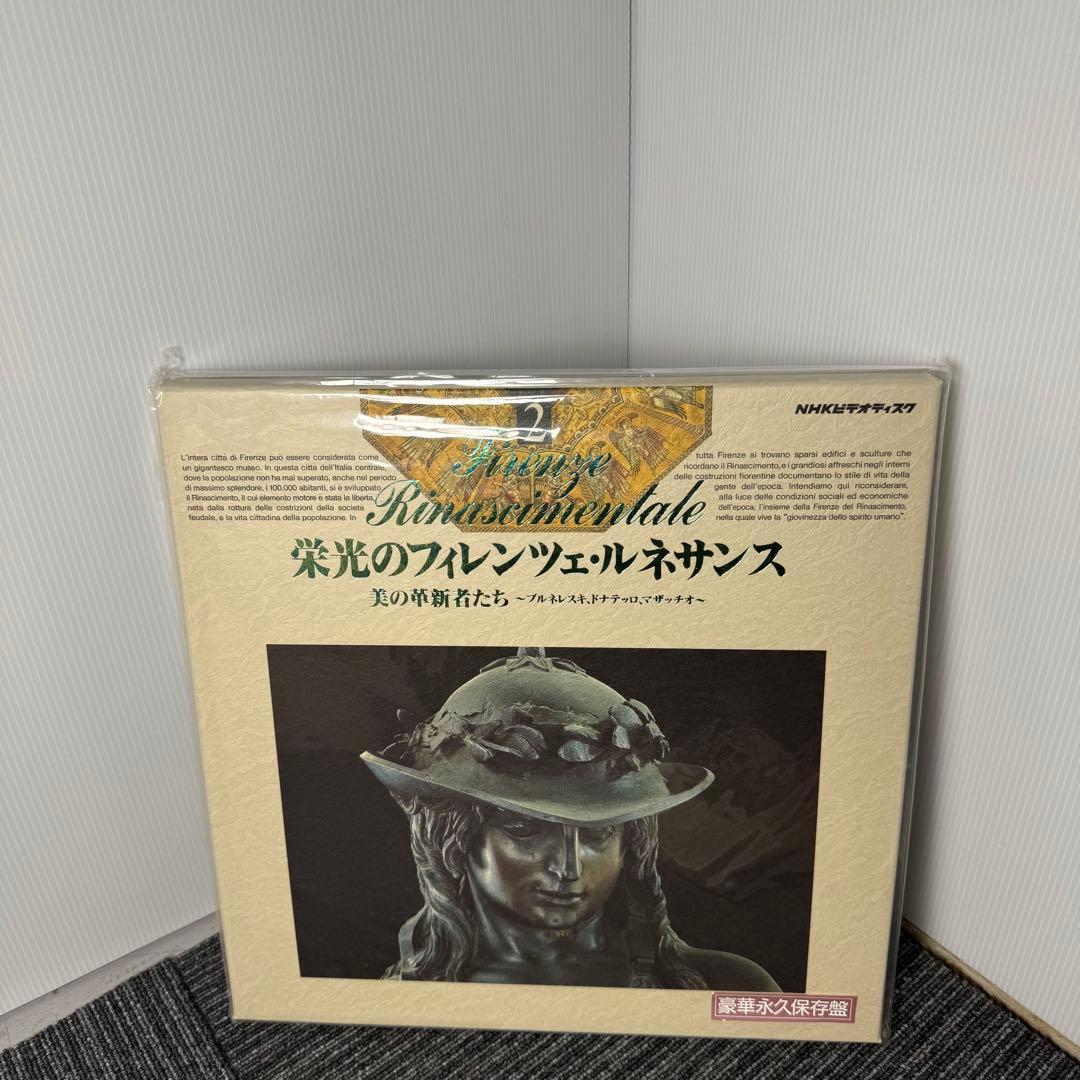 2
NHKビデオディスク
Firenze
Rinascimentale
L'intera città di Firenze può essere considerata come
un gigantesco museo. In questa città dell'Italia centrale,
dove la popolazione non ha mai superato, anche nel periodo
di massimo splendore, i 100.000 abitanti, si è sviluppato
il Rinascimento, il cui elemento motore è stata la libertà
nata dalla rottura delle costrizioni della società
feudale, e la vita cittadina della popolazione. In
tutta Firenze si trovano sparsi edifici e sculture che
ricordano il Rinascimento, e i grandiosi affreschi negli interni
delle costruzioni fiorentine documentano lo stile di vita della
gente dell'epoca. Intendiamo qui riconsiderare,
alla luce delle condizioni sociali ed economiche
dell'epoca, l'insieme della Firenze del Rinascimento,
nella quale vive la "giovinezza dello spirito umano".
栄光のフィレンツェ・ルネサンス
美の革新者たち ～ブルネレスキ、ドナテッロ、マザッチオ～
豪華永久保存盤